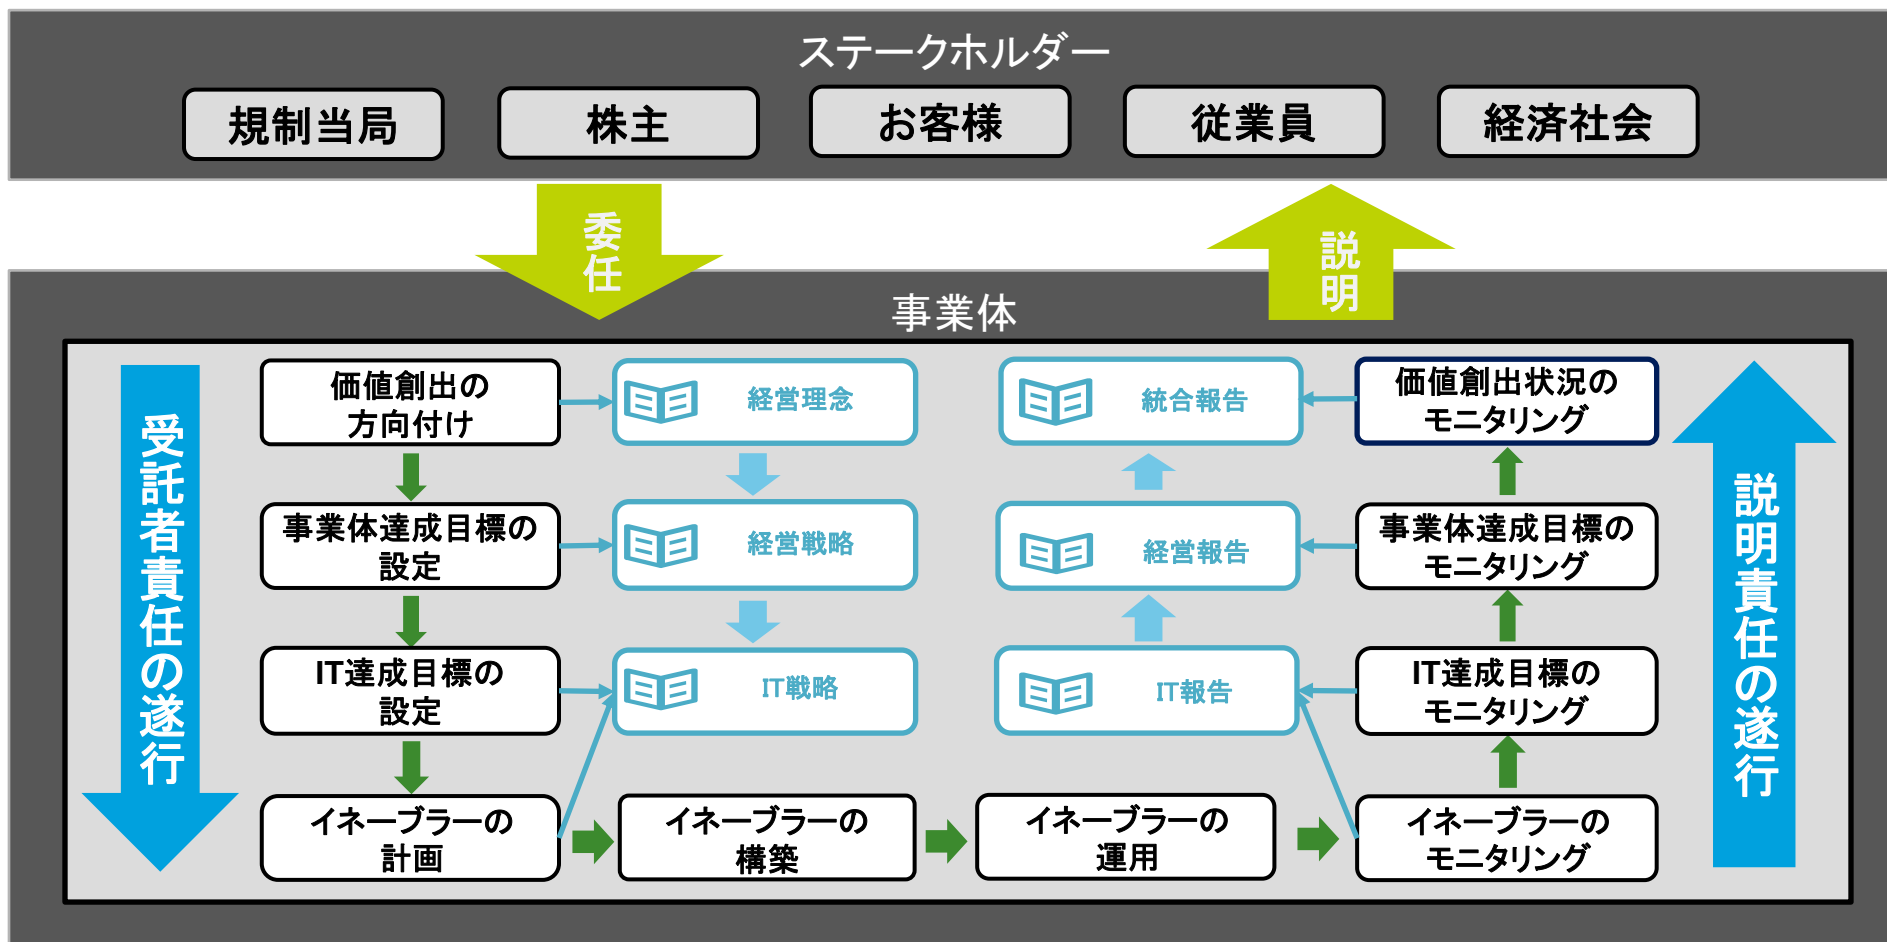 ステークホルダー
規制当局
株主
お客様
従業員
経済社会
委任
説明
事業体
受託者責任の遂行
価値創出の
方向付け
経営理念
統合報告
価値創出状況の
モニタリング
事業体達成目標の
設定
経営戦略
経営報告
事業体達成目標の
モニタリング
IT達成目標の
設定
IT戦略
IT報告
IT達成目標の
モニタリング
イネーブラーの
計画
イネーブラーの
構築
イネーブラーの
運用
イネーブラーの
モニタリング
説明責任の遂行